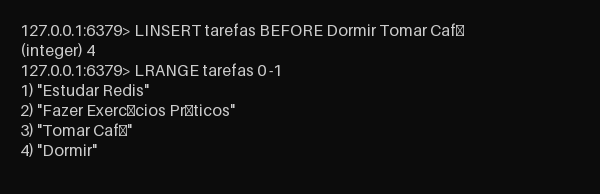 127.0.0.1:6379> LINSERT tarefas BEFORE Dormir Tomar Caf▯
(integer) 4
127.0.0.1:6379> LRANGE tarefas 0 -1
1) "Estudar Redis"
2) "Fazer Exerc▯cios Pr▯ticos"
3) "Tomar Caf▯"
4) "Dormir"